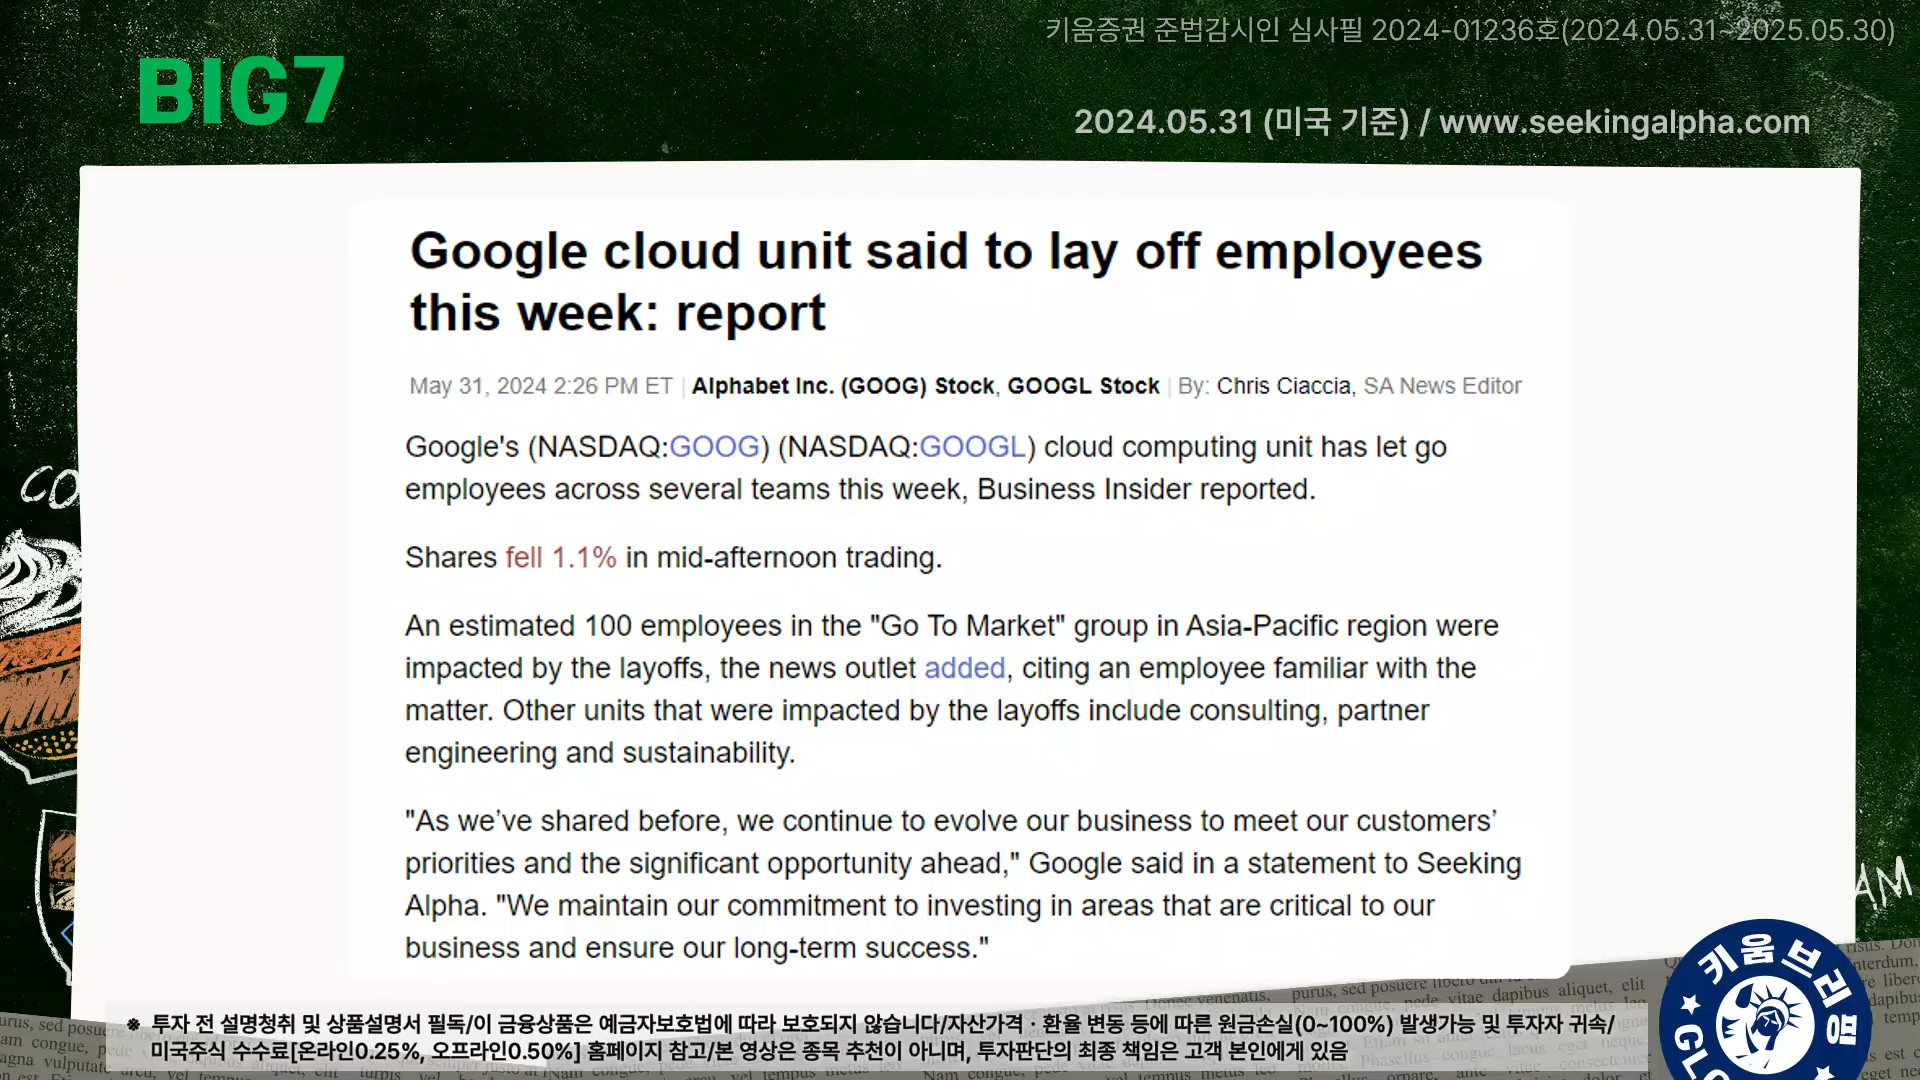 키움증권 준법감시인 심사필 2024-01236호(2024.05.31~2025.05.30)
BIG7
2024.05.31 (미국 기준) / www.seekingalpha.com
Google cloud unit said to lay off employees
this week: report
May 31, 2024 2:26 PM ET | Alphabet Inc. (GOOG) Stock, GOOGL Stock | By: Chris Ciaccia, SA News Editor
Google's (NASDAQ:GOOG) (NASDAQ:GOOGL) cloud computing unit has let go
employees across several teams this week, Business Insider reported.
Shares fell 1.1% in mid-afternoon trading.
An estimated 100 employees in the "Go To Market" group in Asia-Pacific region were
impacted by the layoffs, the news outlet added, citing an employee familiar with the
matter. Other units that were impacted by the layoffs include consulting, partner
engineering and sustainability.
"As we’ve shared before, we continue to evolve our business to meet our customers’
priorities and the significant opportunity ahead," Google said in a statement to Seeking
Alpha. "We maintain our commitment to investing in areas that are critical to our
business and ensure our long-term success."
CO
AM
키움 브리핑
※ 투자 전 설명청취 및 상품설명서 필독/이 금융상품은 예금자보호법에 따라 보호되지 않습니다/자산가격 · 환율 변동 등에 따른 원금손실(0~100%) 발생가능 및 투자자 귀속/
미국주식 수수료[온라인0.25%, 오프라인0.50%] 홈페이지 참고/본 영상은 종목 추천이 아니며, 투자판단의 최종 책임은 고객 본인에게 있음